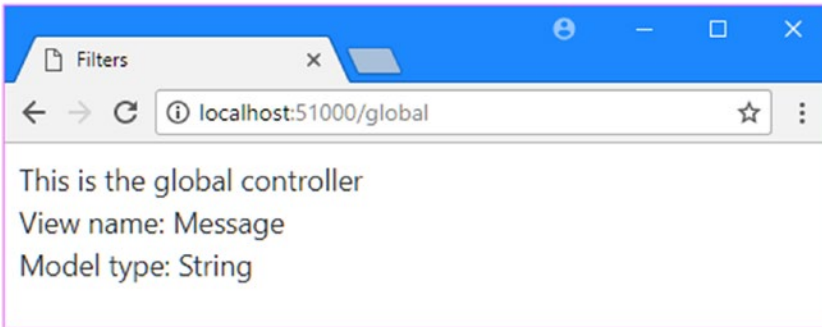 Filters
localhost:51000/global
This is the global controller
View name: Message
Model type: String